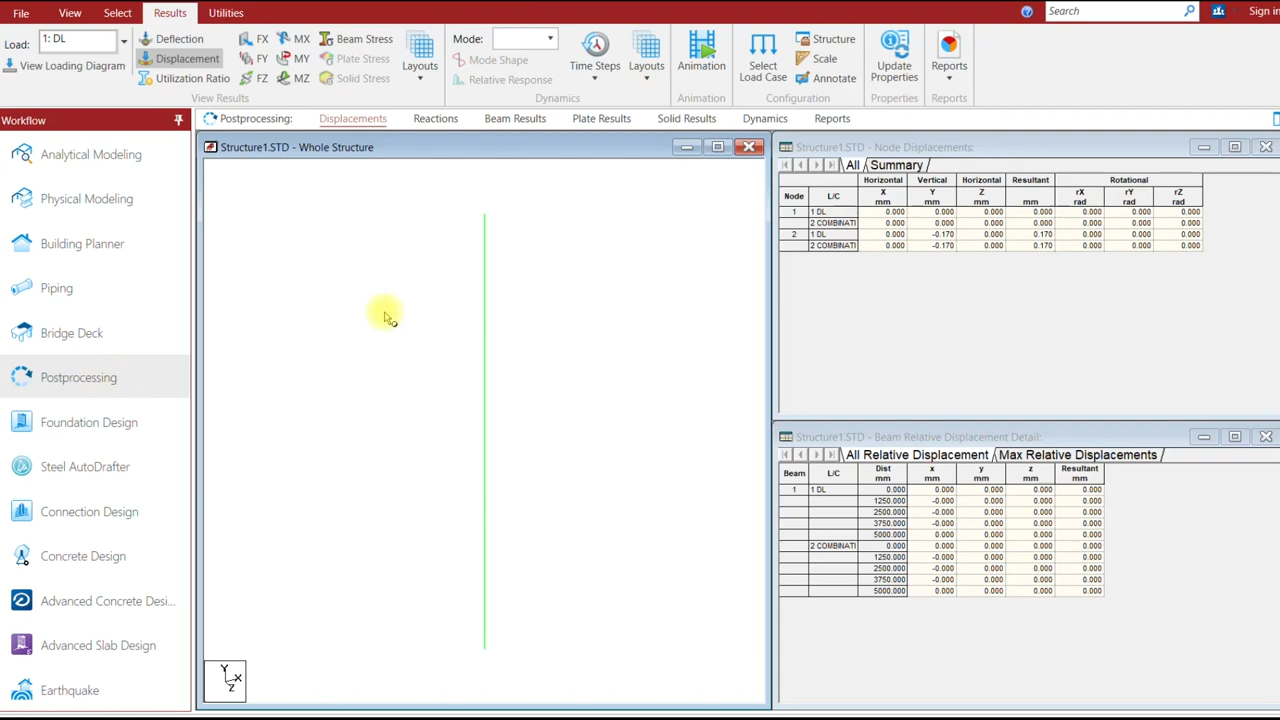 File View Select Results Utilities Search Sign in
Load: 1: DL Deflection FX MX Beam Stress Mode: Structure
Displacement FY MY Plate Stress Mode Shape Scale
View Loading Diagram Utilization Ratio FZ MZ Solid Stress Layouts Relative Response Time Steps Layouts Animation Select Load Case Annotate Update Properties Reports
View Results Dynamics Animation Configuration Properties Reports
Workflow
Postprocessing: Displacements Reactions Beam Results Plate Results Solid Results Dynamics Reports
Analytical Modeling
Physical Modeling
Building Planner
Piping
Bridge Deck
Postprocessing
Foundation Design
Steel AutoDrafter
Connection Design
Concrete Design
Advanced Concrete Desi...
Advanced Slab Design
Earthquake
Structure1.STD - Whole Structure
Y
X
Z
Structure1.STD - Node Displacements:
All Summary
Horizontal Vertical Horizontal Resultant Rotational
Node L/C X mm Y mm Z mm mm rX rad rY rad rZ rad
1 1 DL 0.000 0.000 0.000 0.000 0.000 0.000 0.000
2 COMBINATI 0.000 0.000 0.000 0.000 0.000 0.000 0.000
2 1 DL 0.000 -0.170 0.000 0.170 0.000 0.000 0.000
2 COMBINATI 0.000 -0.170 0.000 0.170 0.000 0.000 0.000
Structure1.STD - Beam Relative Displacement Detail:
All Relative Displacement Max Relative Displacements
Beam L/C Dist mm x mm y mm z mm Resultant mm
1 1 DL 0.000 0.000 0.000 0.000 0.000
1250.000 -0.000 0.000 0.000 0.000
2500.000 -0.000 0.000 0.000 0.000
3750.000 -0.000 0.000 0.000 0.000
5000.000 0.000 0.000 0.000 0.000
2 COMBINATI 0.000 0.000 0.000 0.000 0.000
1250.000 -0.000 0.000 0.000 0.000
2500.000 -0.000 0.000 0.000 0.000
3750.000 -0.000 0.000 0.000 0.000
5000.000 0.000 0.000 0.000 0.000